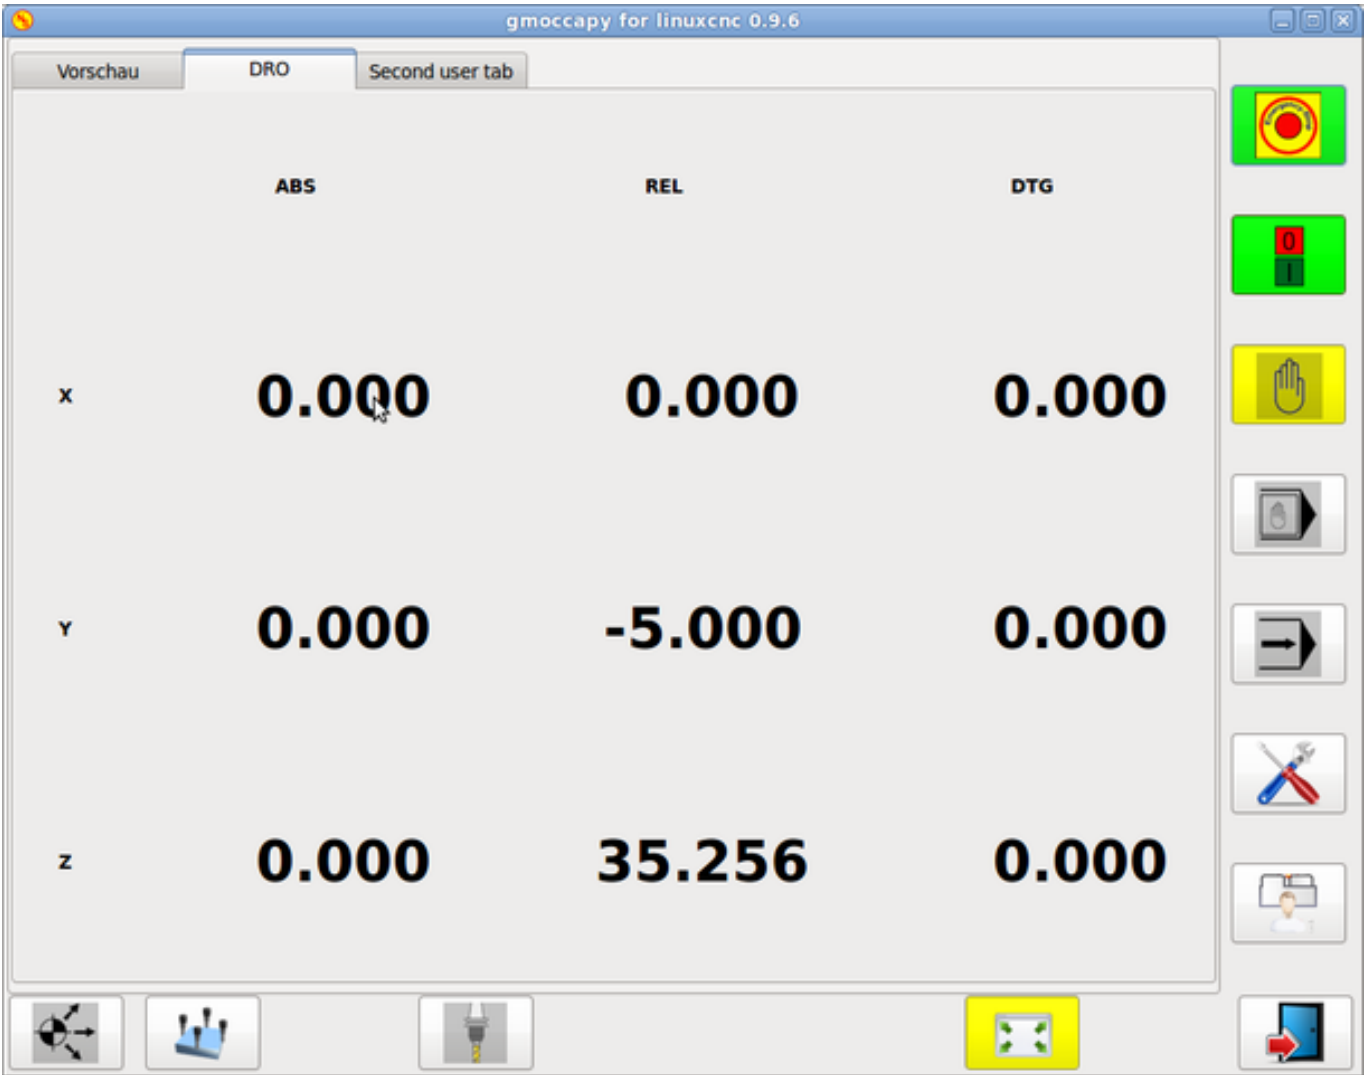 gmoccapy for linuxcnc 0.9.6
Vorschau DRO Second user tab
ABS REL DTG
X 0.000 0.000 0.000
Y 0.000 -5.000 0.000
Z 0.000 35.256 0.000
0
I